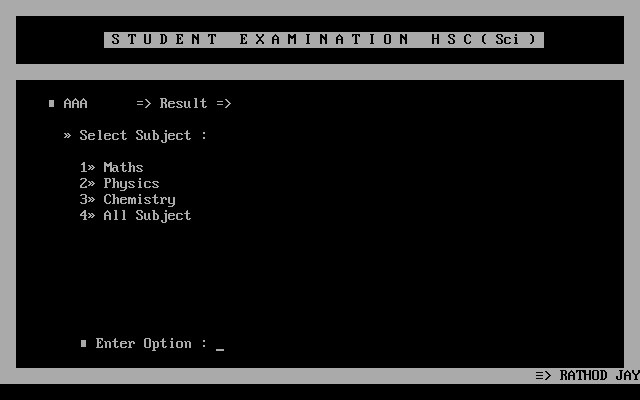 STUDENT EXAMINATION HSC(Sci)
■ AAA => Result =>
» Select Subject :
1» Maths
2» Physics
3» Chemistry
4» All Subject
■ Enter Option : _
≡> RATHOD JAY